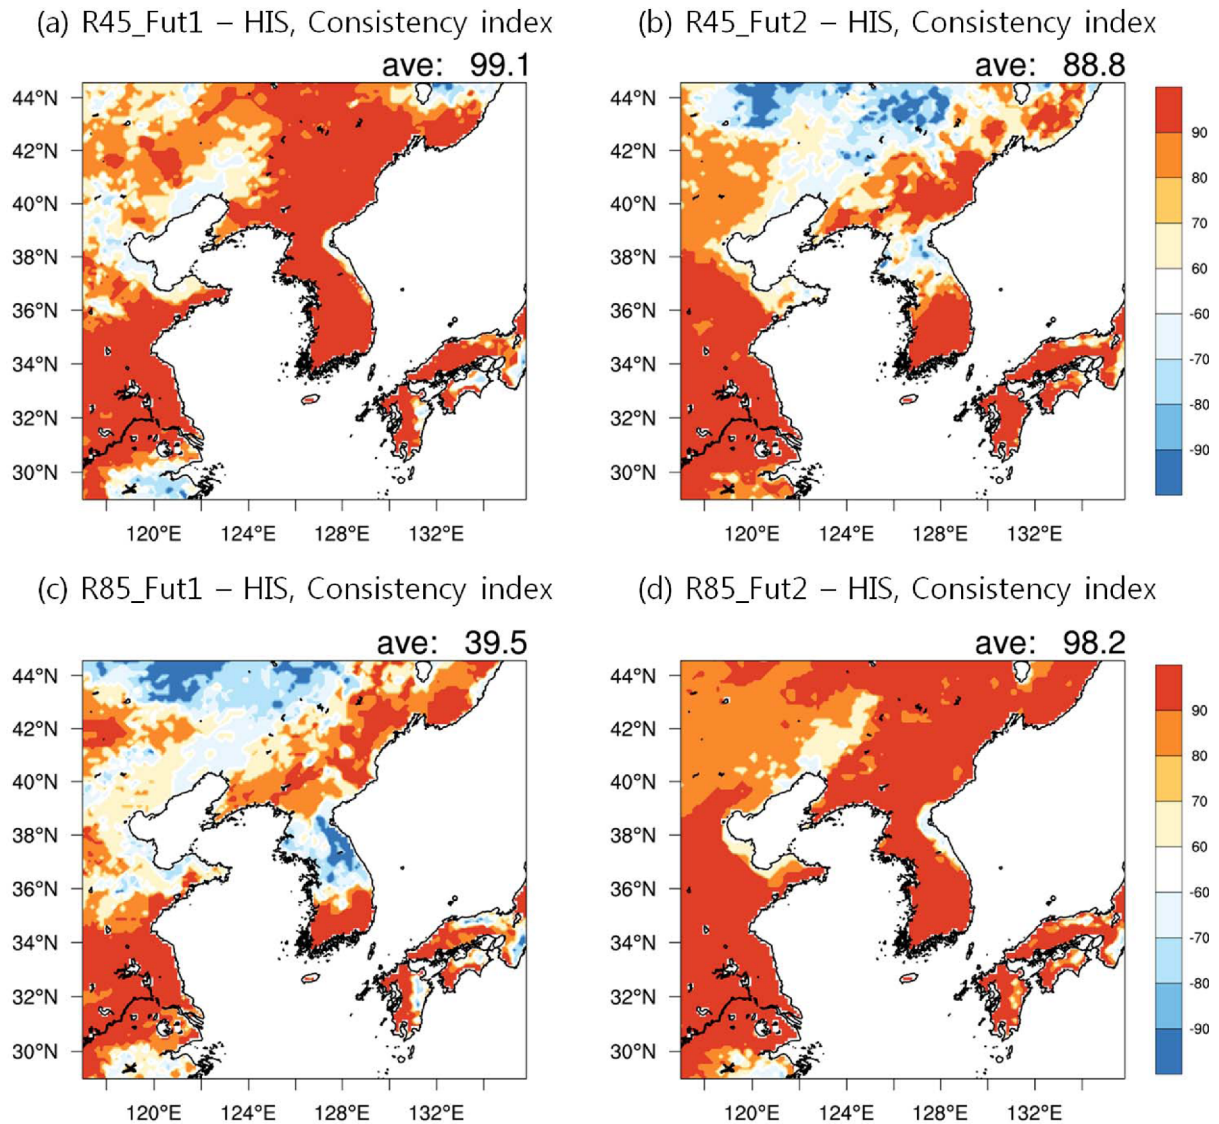 (a) R45_Fut1 – HIS, Consistency index
ave: 99.1
44°N
42°N
40°N
38°N
36°N
34°N
32°N
30°N
120°E 124°E 128°E 132°E
(b) R45_Fut2 – HIS, Consistency index
ave: 88.8
44°N
42°N
40°N
38°N
36°N
34°N
32°N
30°N
120°E 124°E 128°E 132°E
90
80
70
60
-60
-70
-80
-90
(c) R85_Fut1 – HIS, Consistency index
ave: 39.5
44°N
42°N
40°N
38°N
36°N
34°N
32°N
30°N
120°E 124°E 128°E 132°E
(d) R85_Fut2 – HIS, Consistency index
ave: 98.2
44°N
42°N
40°N
38°N
36°N
34°N
32°N
30°N
120°E 124°E 128°E 132°E
90
80
70
60
-60
-70
-80
-90